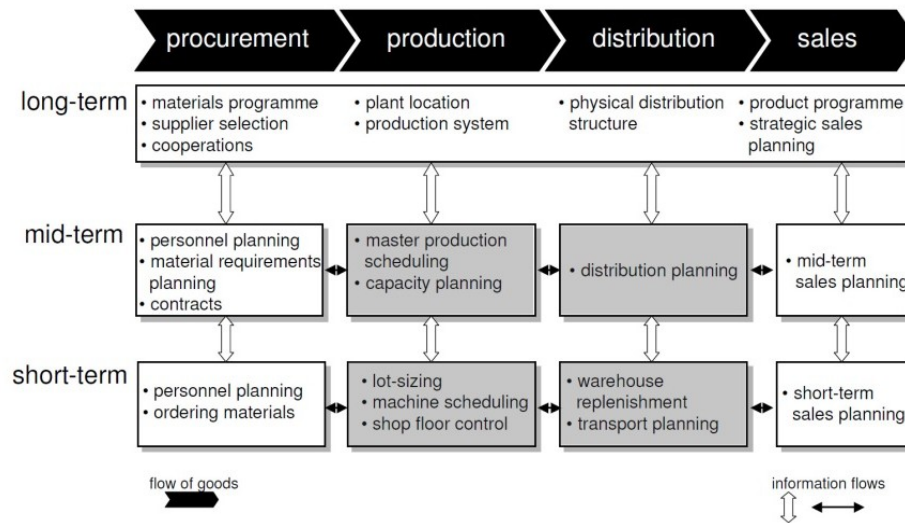 procurement
production
distribution
sales
long-term
• materials programme
• supplier selection
• cooperations
• plant location
• production system
• physical distribution
structure
• product programme
• strategic sales
planning
mid-term
• personnel planning
• material requirements
planning
• contracts
• master production
scheduling
• capacity planning
• distribution planning
• mid-term
sales planning
short-term
• personnel planning
• ordering materials
• lot-sizing
• machine scheduling
• shop floor control
• warehouse
replenishment
• transport planning
• short-term
sales planning
flow of goods
information flows